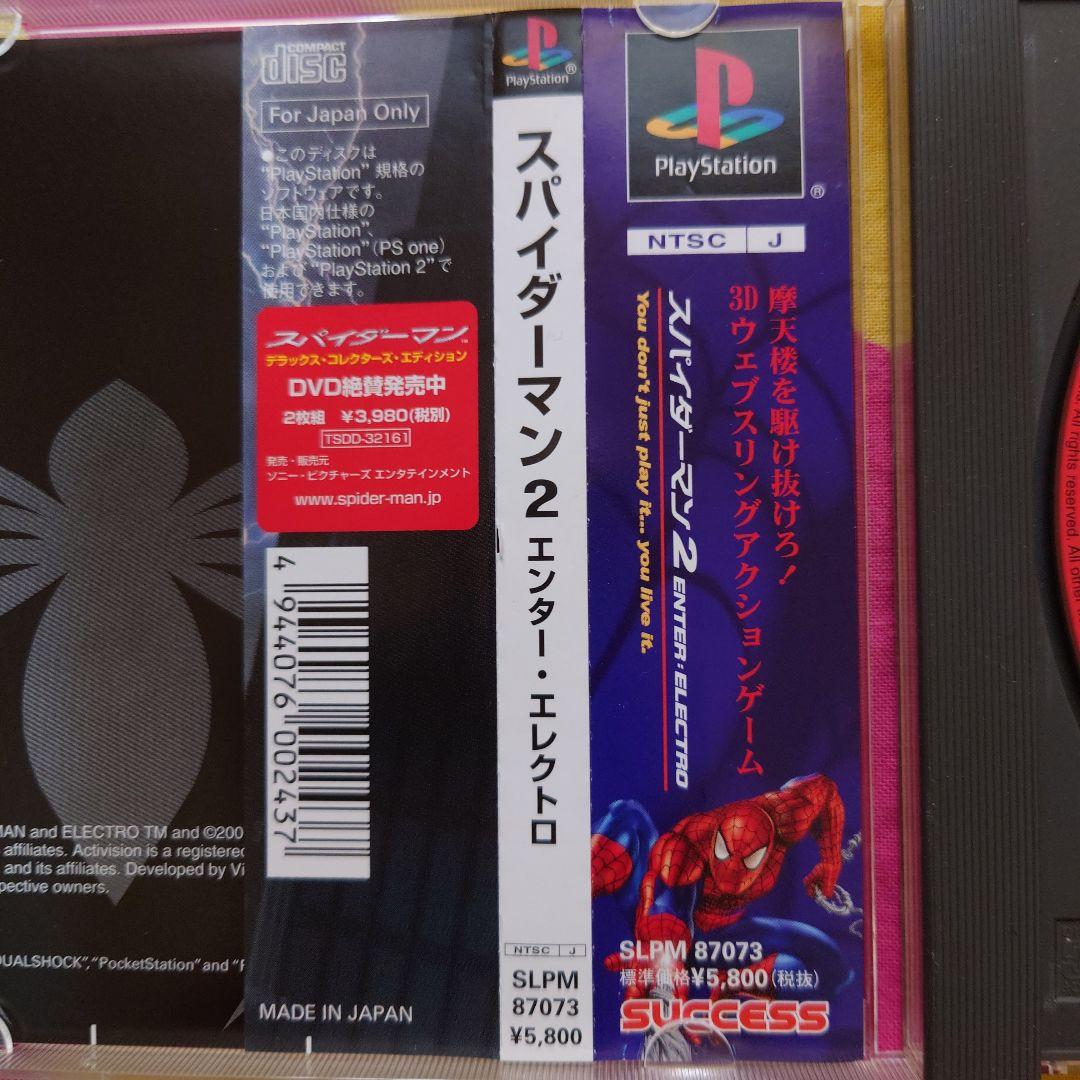 COMPACT
disc
For Japan Only
●このディスクは
“PlayStation”規格の
ソフトウェアです。
日本国内仕様の
“PlayStation”、
“PlayStation”(PS one)
および“PlayStation 2”で
使用できます。
スパイダーマン™
デラックス・コレクターズ・エディション
DVD絶賛発売中
2枚組 ¥3,980(税別)
TSDD-32161
発売・販売元
ソニー・ピクチャーズ エンタテインメント
www.spider-man.jp
4 944076 002437
MADE IN JAPAN
MAN and ELECTRO TM and ©200
affiliates. Activision is a registered
and its affiliates. Developed by Vi
spective owners.
DUALSHOCK”, “PocketStation” and “
PlayStation®
スパイダーマン2 エンター・エレクトロ
NTSC J
SLPM
87073
¥5,800
PlayStation®
NTSC J
摩天楼を駆け抜けろ!
3Dウェブスリングアクションゲーム
スパイダーマン2 ENTER:ELECTRO
You don't just play it... you live it.
SLPM 87073
標準価格¥5,800(税抜)
SUCCESS
All rights reserved. All other